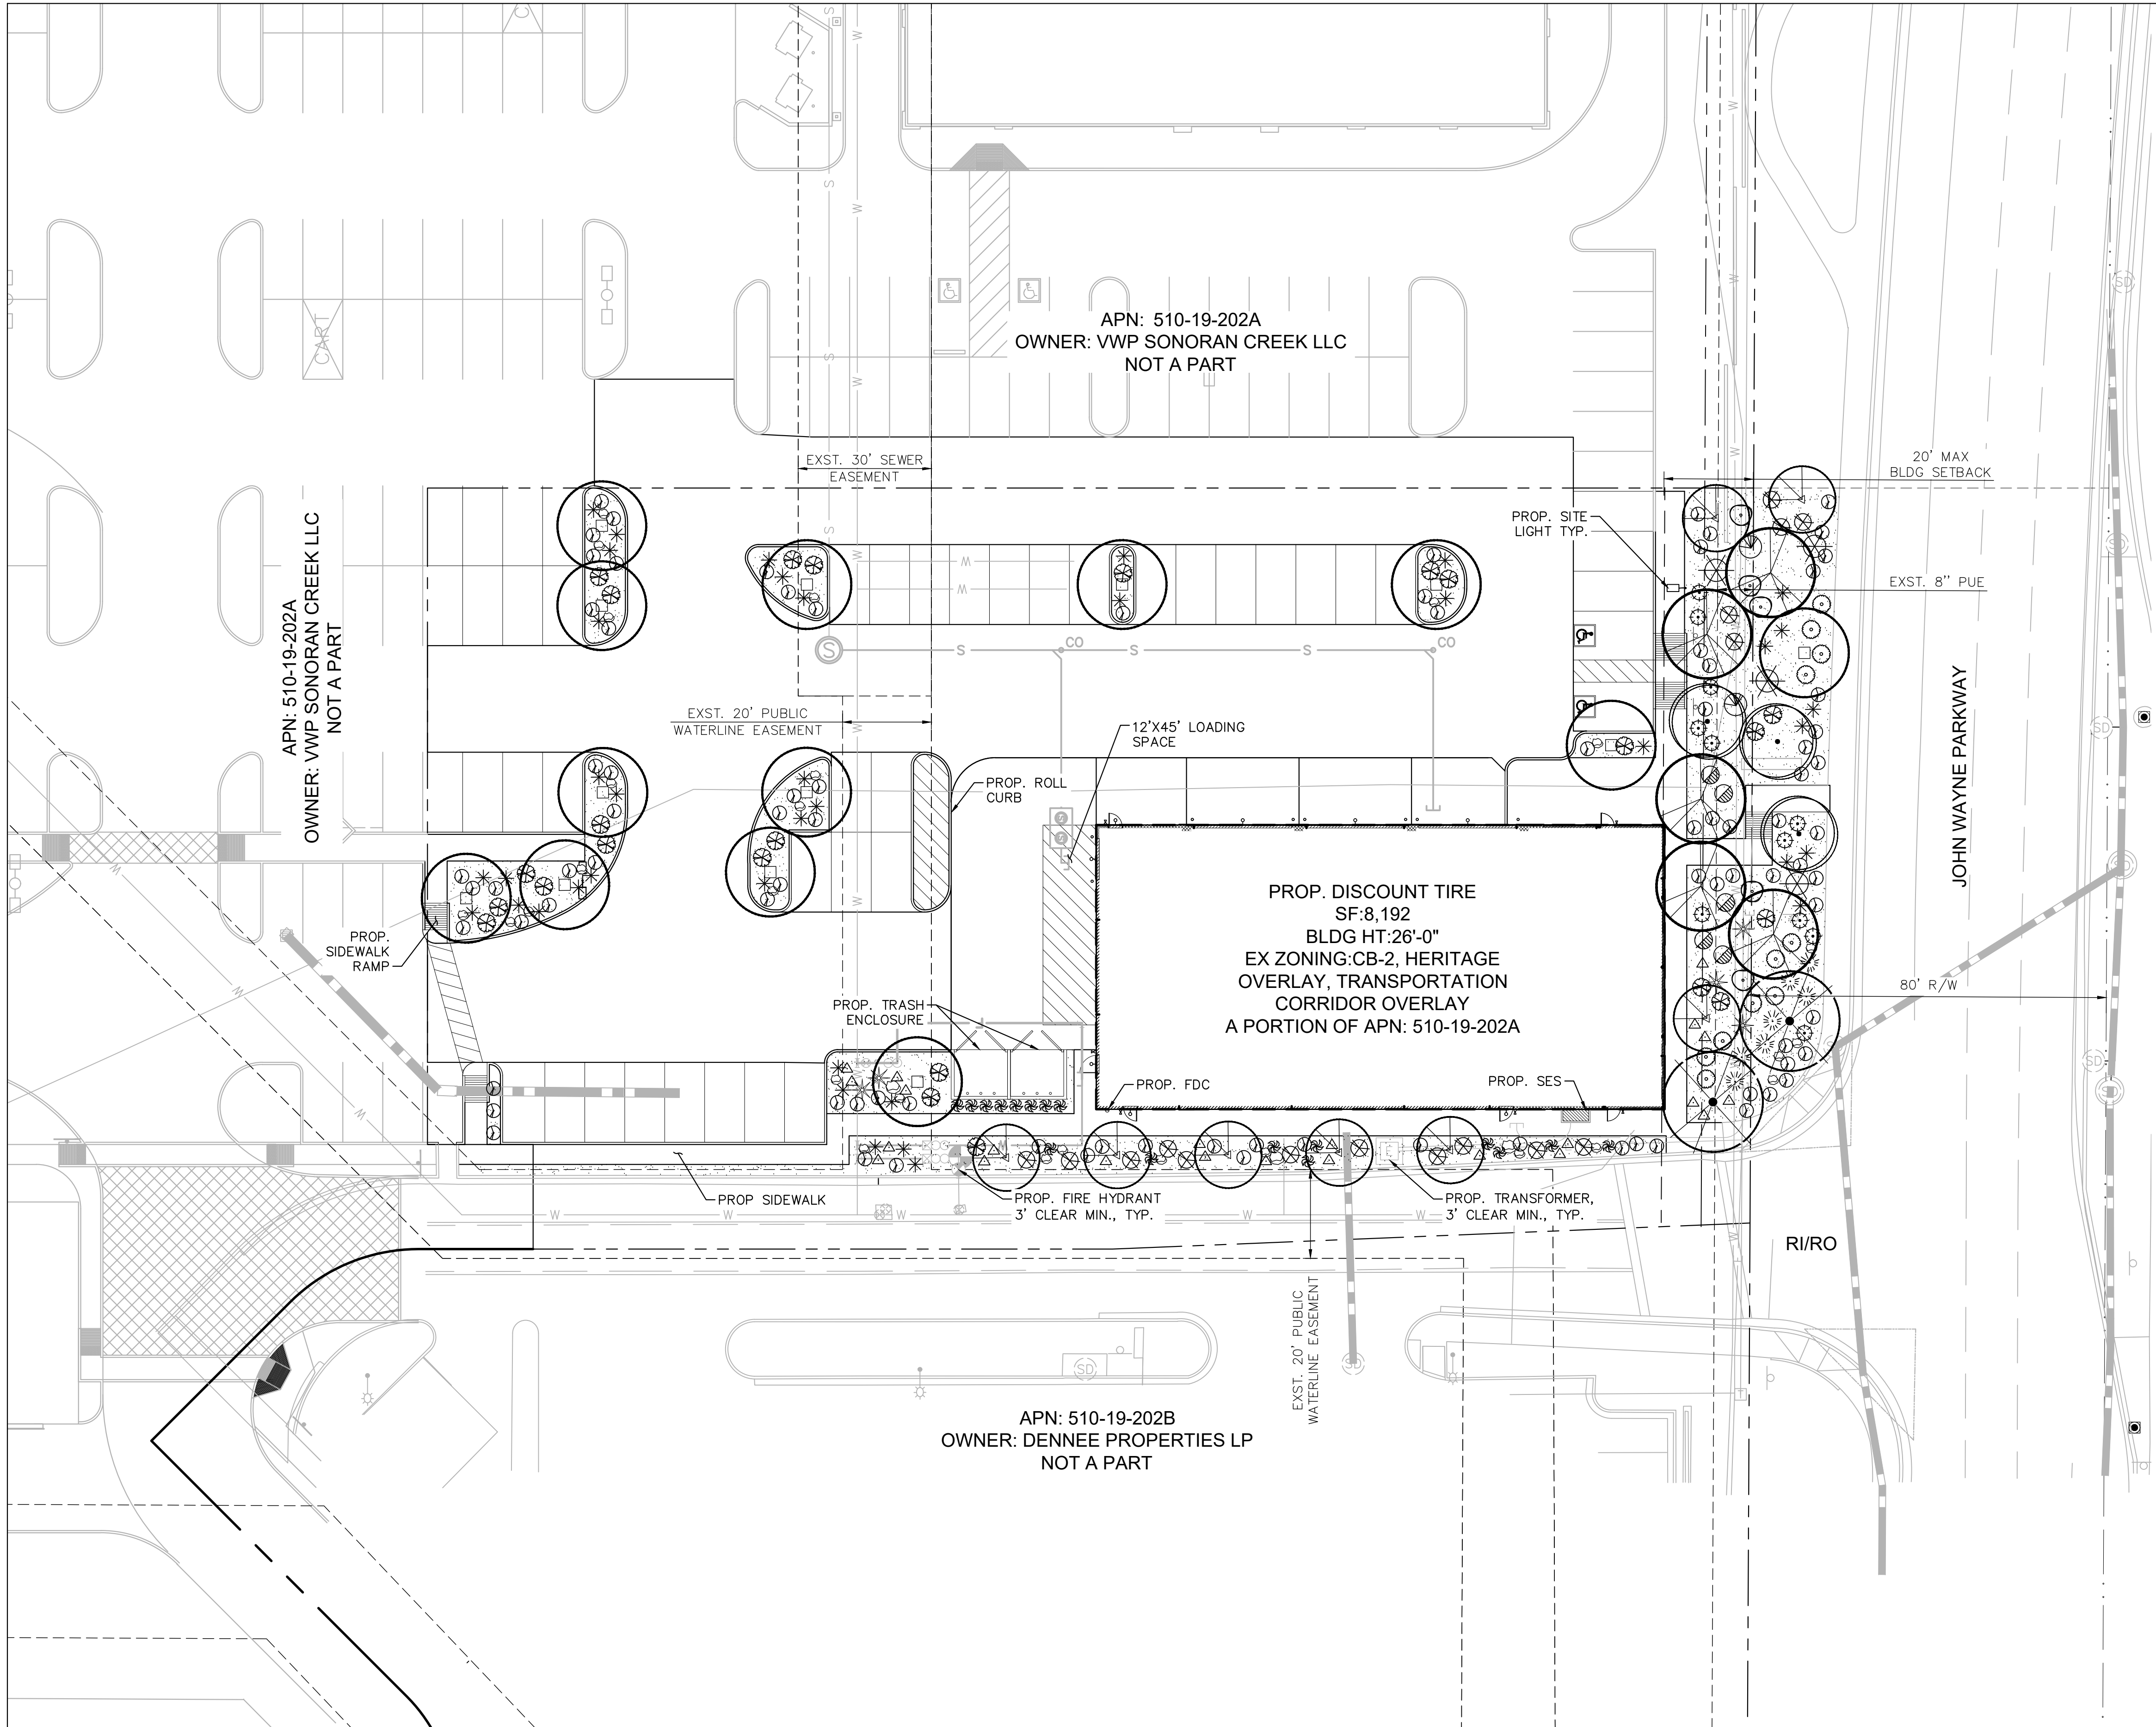 C
S
W
S
W
W
W
APN: 510-19-202A
OWNER: VWP SONORAN CREEK LLC
NOT A PART
CART
S
W
W
EXST. 30' SEWER
EASEMENT
20' MAX
BLDG SETBACK
SD
PROP. SITE
LIGHT TYP.
S
W
W
W
EXST. 8'' PUE
APN: 510-19-202A
OWNER: VWP SONORAN CREEK LLC
NOT A PART
S
S
CO
S
S
CO
JOHN WAYNE PARKWAY
EXST. 20' PUBLIC
WATERLINE EASEMENT
W
12'X45' LOADING
SPACE
SD
PROP. ROLL
CURB
S
S
W
W
PROP. DISCOUNT TIRE
SF:8,192
BLDG HT:26'-0"
EX ZONING:CB-2, HERITAGE
OVERLAY, TRANSPORTATION
CORRIDOR OVERLAY
A PORTION OF APN: 510-19-202A
PROP.
SIDEWALK
RAMP
W
80' R/W
PROP. TRASH
ENCLOSURE
SD
PROP. FDC
PROP. SES
W
W
PROP SIDEWALK
PROP. FIRE HYDRANT
3' CLEAR MIN., TYP.
PROP. TRANSFORMER,
3' CLEAR MIN., TYP.
W
W
W
W
W
W
RI/RO
EXST. 20' PUBLIC
WATERLINE EASEMENT
SD
SD
APN: 510-19-202B
OWNER: DENNEE PROPERTIES LP
NOT A PART